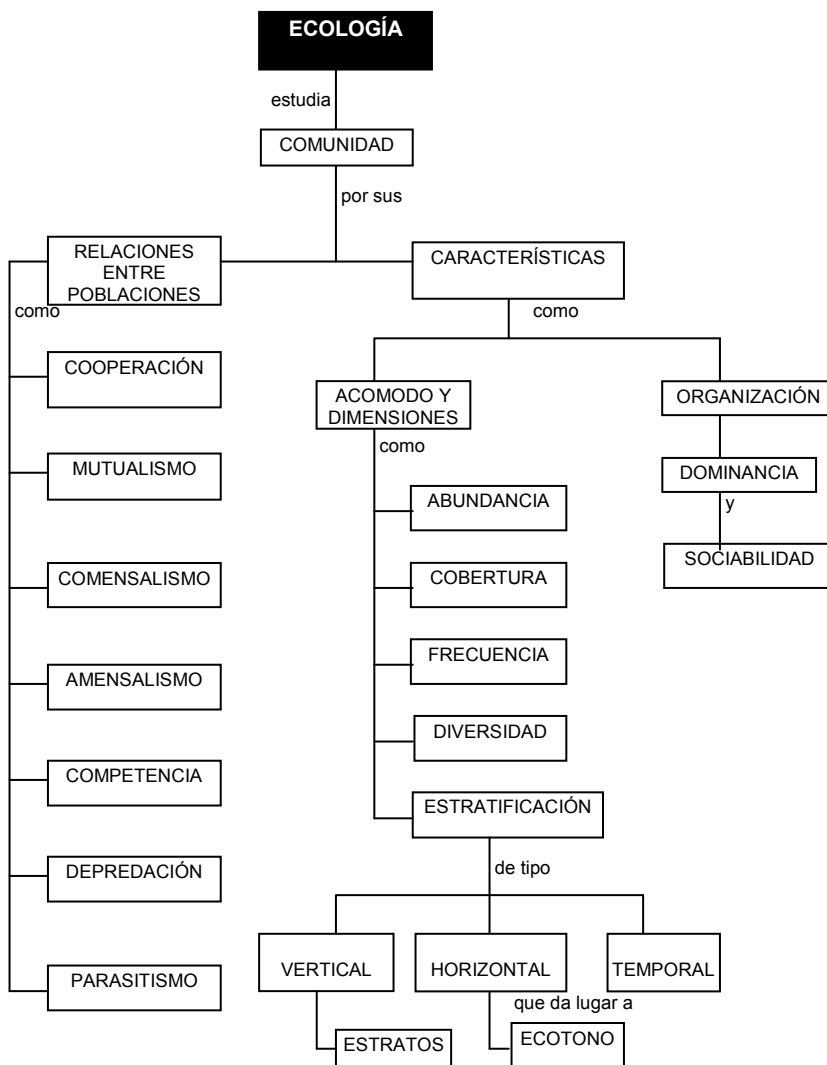 ECOLOGÍA
estudia
COMUNIDAD
por sus
RELACIONES
ENTRE
POBLACIONES
como
COOPERACIÓN
MUTUALISMO
COMENSALISMO
AMENSALISMO
COMPETENCIA
DEPREDACIÓN
PARASITISMO
CARACTERÍSTICAS
como
ACOMODO Y
DIMENSIONES
como
ABUNDANCIA
COBERTURA
FRECUENCIA
DIVERSIDAD
ESTRATIFICACIÓN
de tipo
VERTICAL
ESTRATOS
HORIZONTAL
que da lugar a
ECOTONO
TEMPORAL
ORGANIZACIÓN
DOMINANCIA
y
SOCIABILIDAD